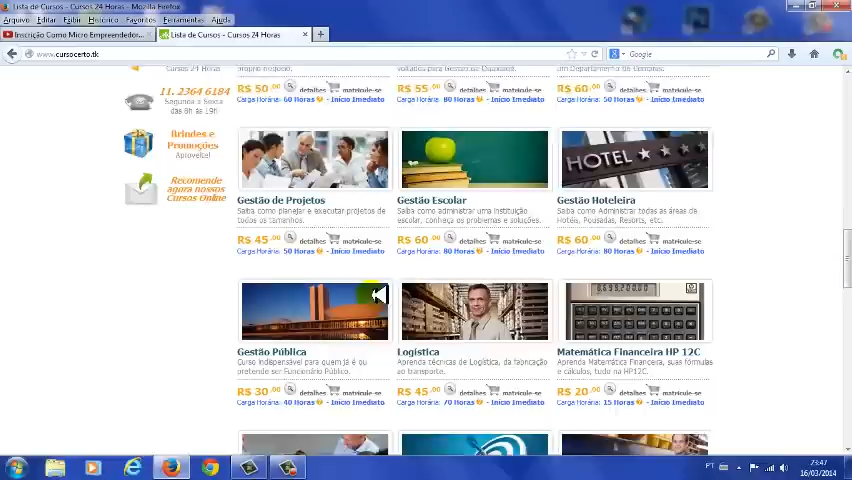 Lista de Cursos - Cursos 24 Horas - Mozilla Firefox
Arquivo Editar Exibir Histórico Favoritos Ferramentas Ajuda
Inscrição Como Micro Empreendedor...
Lista de Cursos - Cursos 24 Horas
www.cursocerto.tk
Google
Cursos 24 Horas
11. 2364 6184
Segunda a Sexta
das 8h às 19h
Brindes e
Promoções
Aproveite!
Recomende
agora nossos
Cursos Online
próprio negócio.
um Departamento de Compras.
R$ 50,00 detalhes matricule-se
Carga Horária: 60 Horas - Início Imediato
R$ 55,00 detalhes matricule-se
Carga Horária: 80 Horas - Início Imediato
R$ 60,00 detalhes matricule-se
Carga Horária: 50 Horas - Início Imediato
HOTEL
Gestão de Projetos
Saiba como planejar e executar projetos de
todos os tamanhos.
R$ 45,00 detalhes matricule-se
Carga Horária: 50 Horas - Início Imediato
Gestão Escolar
Saiba como administrar uma instituição
escolar, conheça os problemas e soluções.
R$ 60,00 detalhes matricule-se
Carga Horária: 80 Horas - Início Imediato
Gestão Hoteleira
Saiba como Administrar todas as áreas de
Hotéis, Pousadas, Resorts, etc.
R$ 60,00 detalhes matricule-se
Carga Horária: 80 Horas - Início Imediato
Gestão Pública
Curso indispensável para quem já é ou
pretende ser Funcionário Público.
R$ 30,00 detalhes matricule-se
Carga Horária: 40 Horas - Início Imediato
Logística
Aprenda técnicas de Logística, da fabricação
ao transporte.
R$ 45,00 detalhes matricule-se
Carga Horária: 70 Horas - Início Imediato
Matemática Financeira HP 12C
Aprenda Matemática Financeira, suas fórmulas
e cálculos, tudo na HP12C.
R$ 20,00 detalhes matricule-se
Carga Horária: 15 Horas - Início Imediato
PT
23:47
16/03/2014